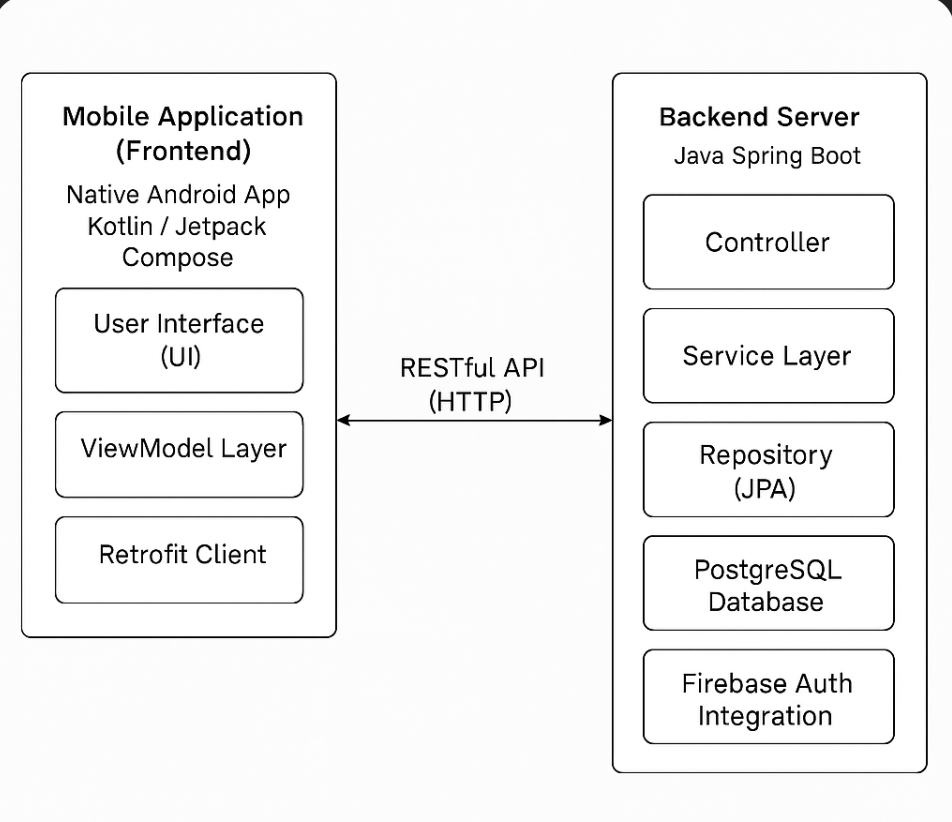 Mobile Application
(Frontend)
Native Android App
Kotlin / Jetpack
Compose
User Interface
(UI)
ViewModel Layer
Retrofit Client
RESTful API
(HTTP)
Backend Server
Java Spring Boot
Controller
Service Layer
Repository
(JPA)
PostgreSQL
Database
Firebase Auth
Integration